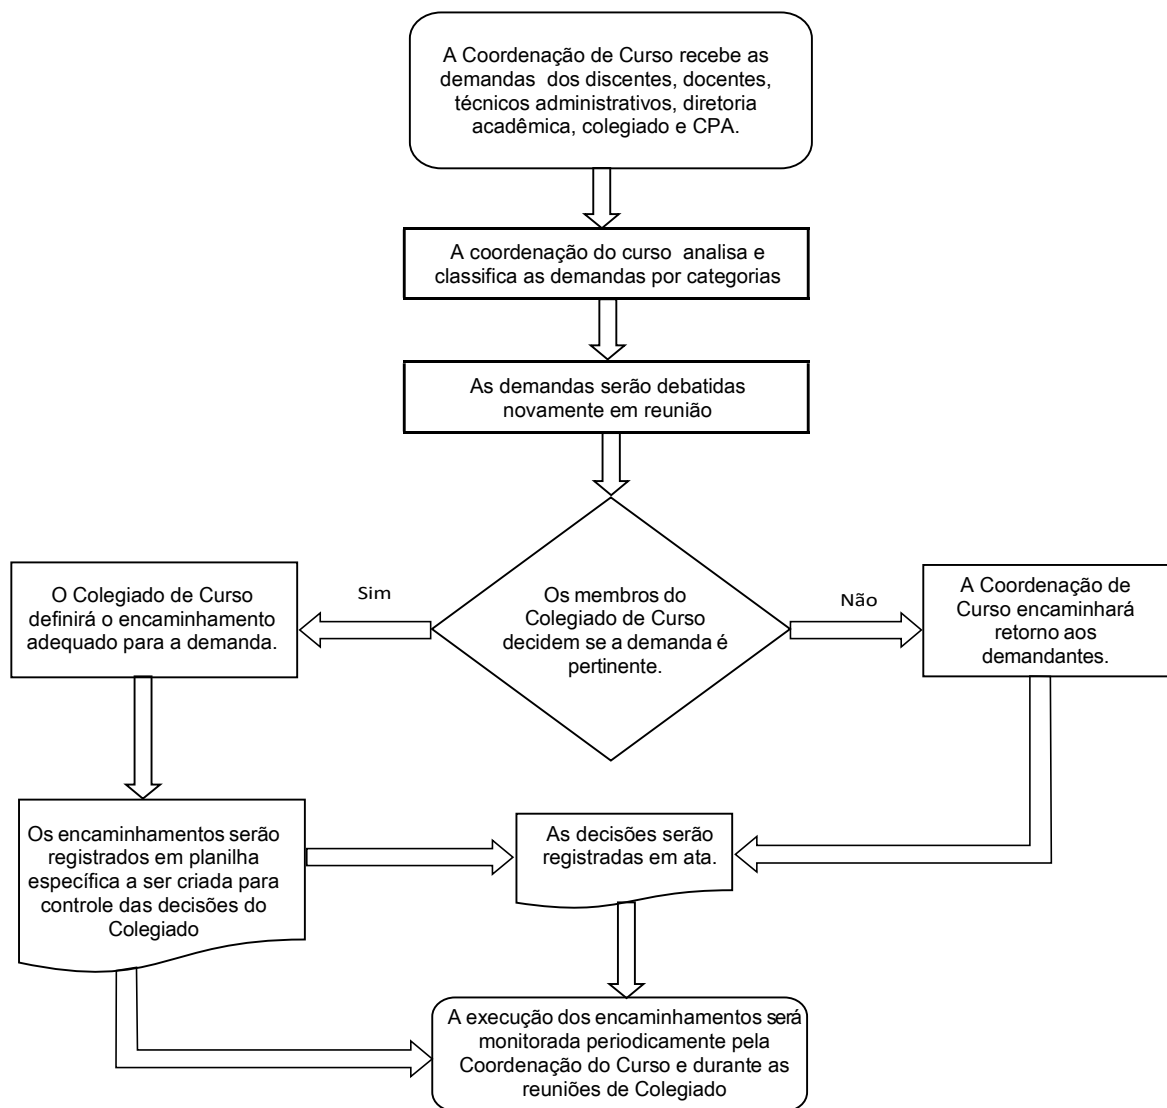 A Coordenação de Curso recebe as
demandas dos discentes, docentes,
técnicos administrativos, diretoria
acadêmica, colegiado e CPA.
A coordenação do curso analisa e
classifica as demandas por categorias
As demandas serão debatidas
novamente em reunião
Os membros do
Colegiado de Curso
decidem se a demanda é
pertinente.
Sim
O Colegiado de Curso
definirá o encaminhamento
adequado para a demanda.
Não
A Coordenação de
Curso encaminhará
retorno aos
demandantes.
Os encaminhamentos serão
registrados em planilha
específica a ser criada para
controle das decisões do
Colegiado
As decisões serão
registradas em ata.
A execução dos encaminhamentos será
monitorada periodicamente pela
Coordenação do Curso e durante as
reuniões de Colegiado